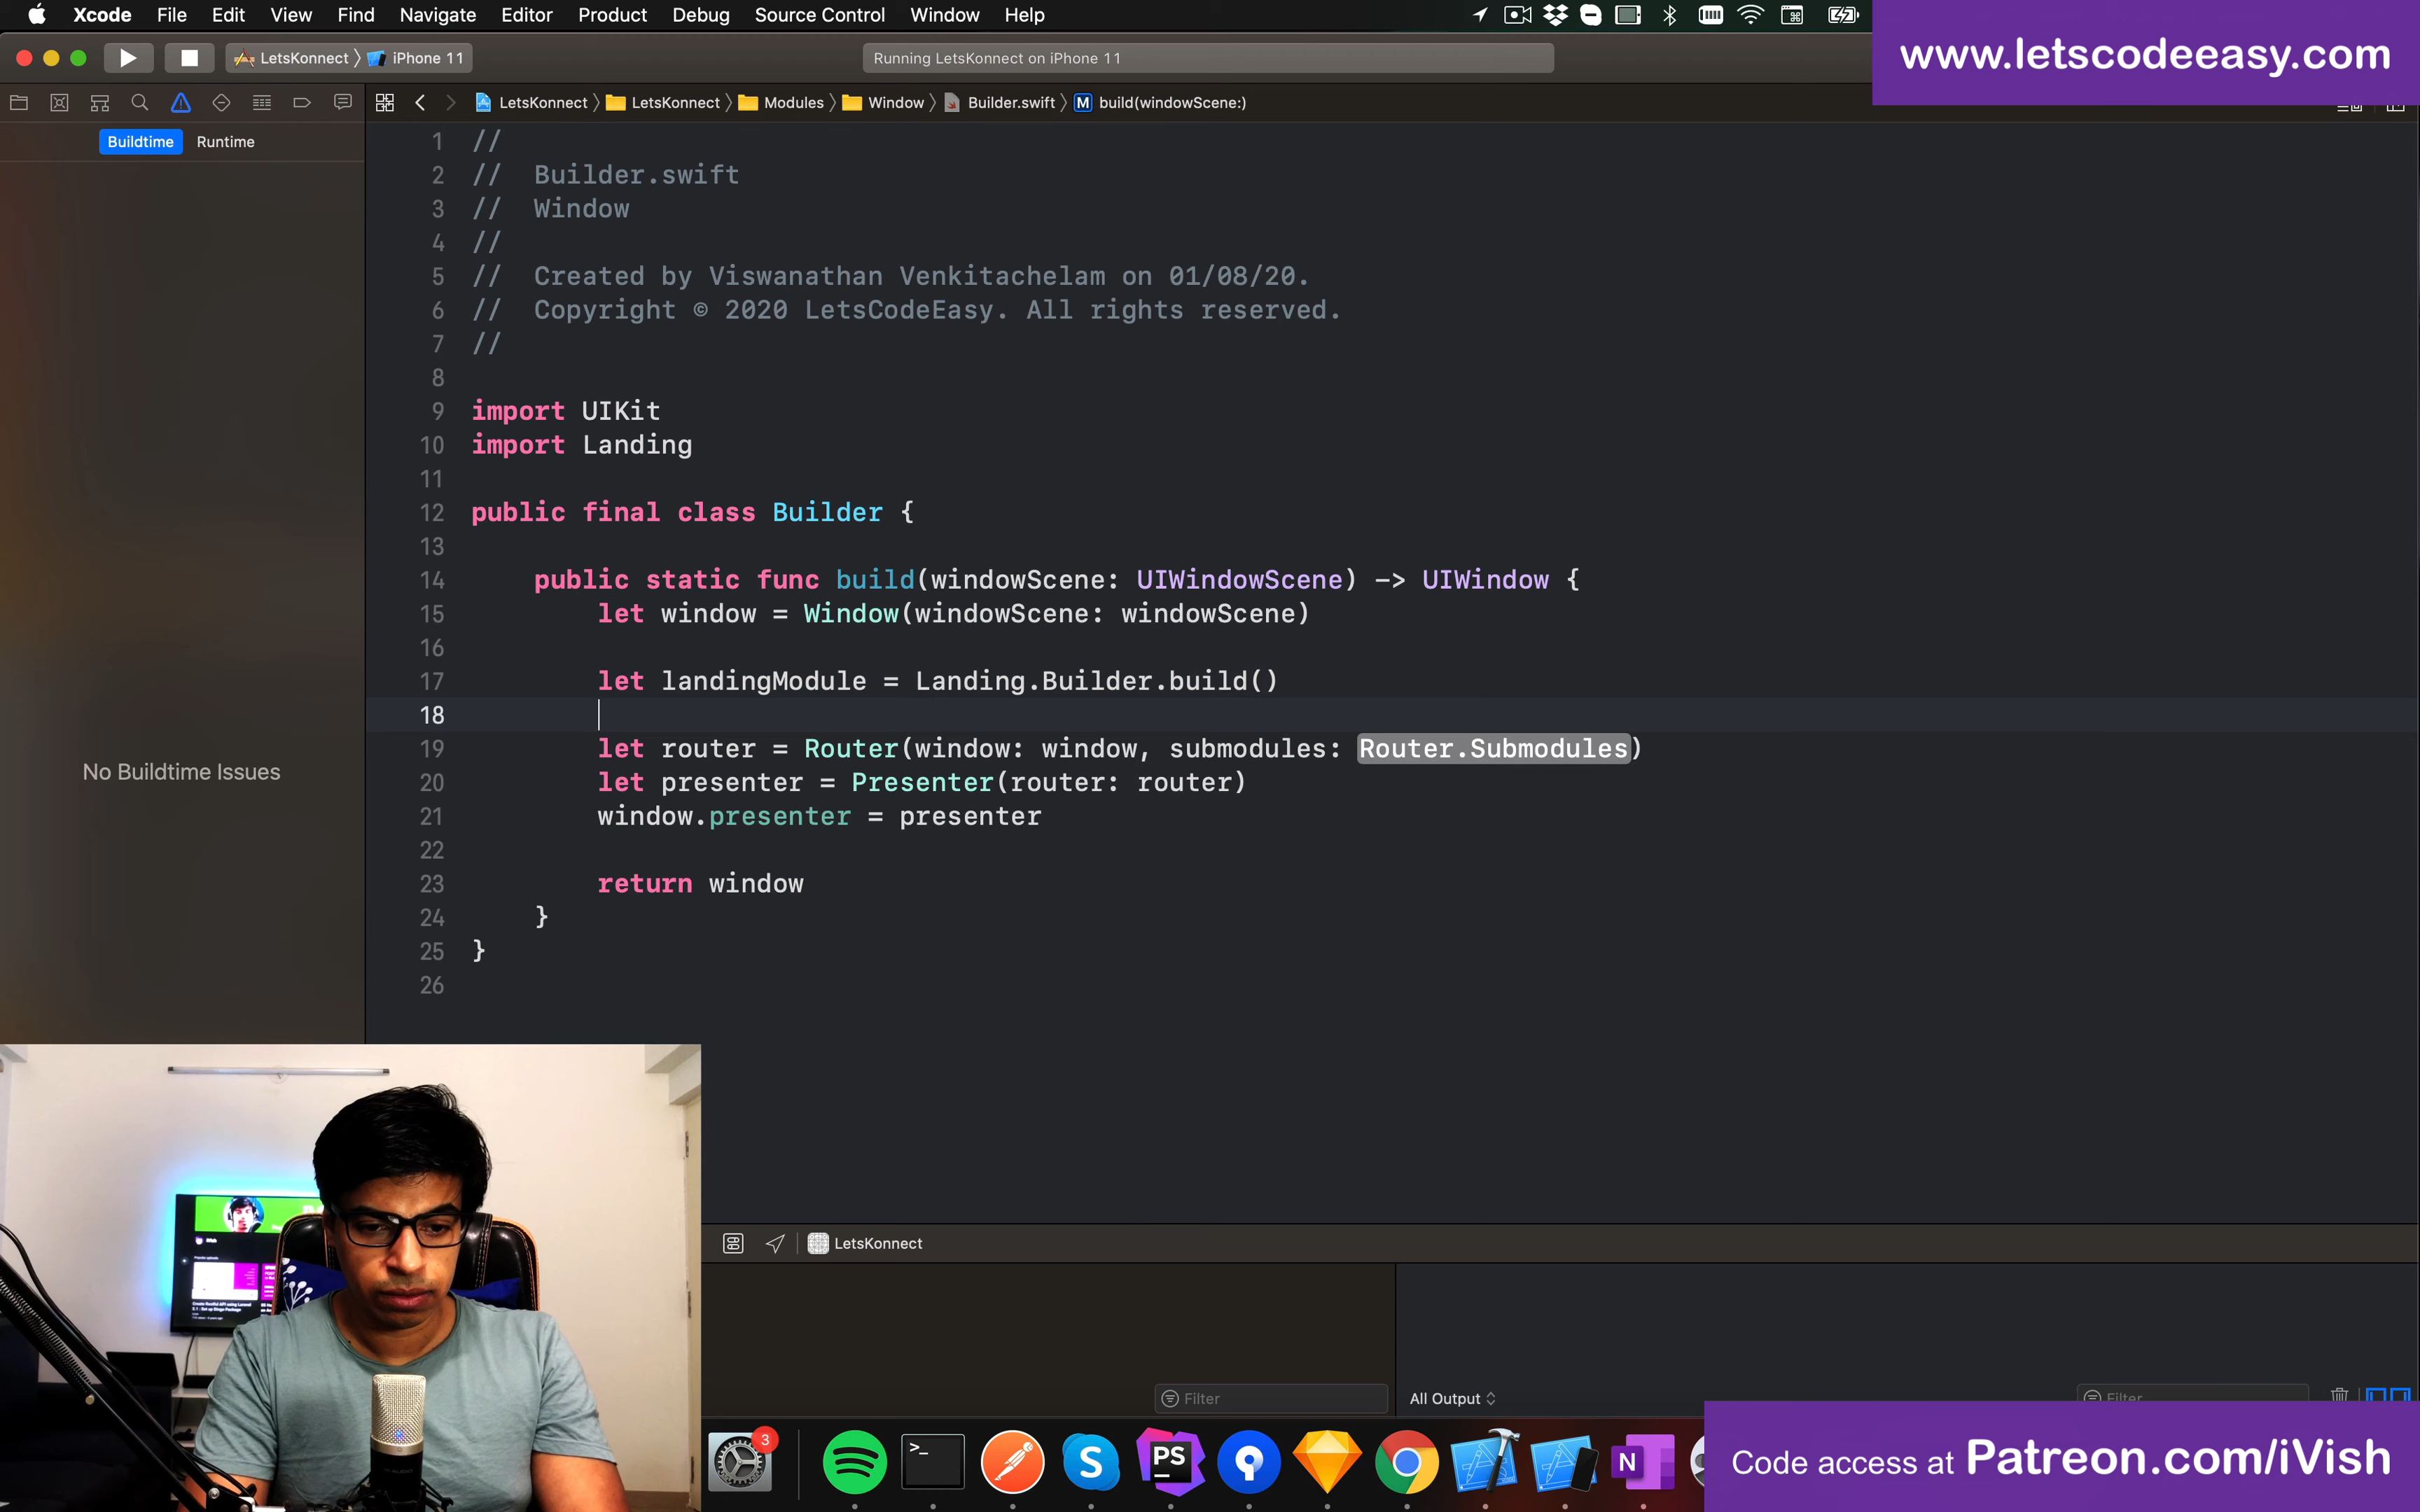 Xcode File Edit View Find Navigate Editor Product Debug Source Control Window Help
www.letscodeeasy.com
LetsKonnect iPhone 11
Running LetsKonnect on iPhone 11
LetsKonnect LetsKonnect Modules Window Builder.swift M build(windowScene:)
Buildtime Runtime
No Buildtime Issues
1 //
2 // Builder.swift
3 // Window
4 //
5 // Created by Viswanathan Venkitachelam on 01/08/20.
6 // Copyright © 2020 LetsCodeEasy. All rights reserved.
7 //
8
9 import UIKit
10 import Landing
11
12 public final class Builder {
13
14 public static func build(windowScene: UIWindowScene) -> UIWindow {
15 let window = Window(windowScene: windowScene)
16
17 let landingModule = Landing.Builder.build()
18
19 let router = Router(window: window, submodules: Router.Submodules)
20 let presenter = Presenter(router: router)
21 window.presenter = presenter
22
23 return window
24 }
25 }
26
LetsKonnect
Filter
All Output
Filter
3
>_
S
PS
N
Code access at Patreon.com/iVish